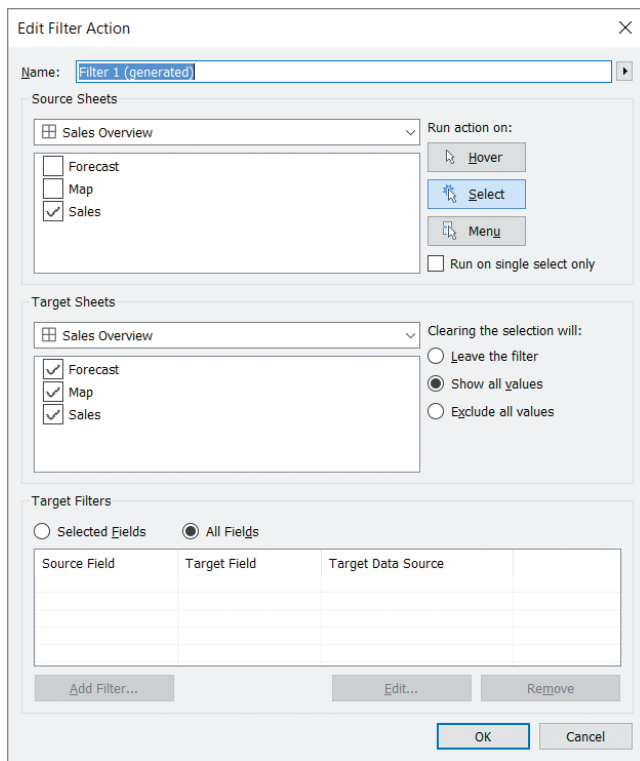 Edit Filter Action
Name: Filter 1 (generated)
Source Sheets
Sales Overview
Forecast
Map
Sales
Run action on:
Hover
Select
Menu
Run on single select only
Target Sheets
Sales Overview
Forecast
Map
Sales
Clearing the selection will:
Leave the filter
Show all values
Exclude all values
Target Filters
Selected Fields All Fields
Source Field Target Field Target Data Source
Add Filter... Edit... Remove
OK Cancel